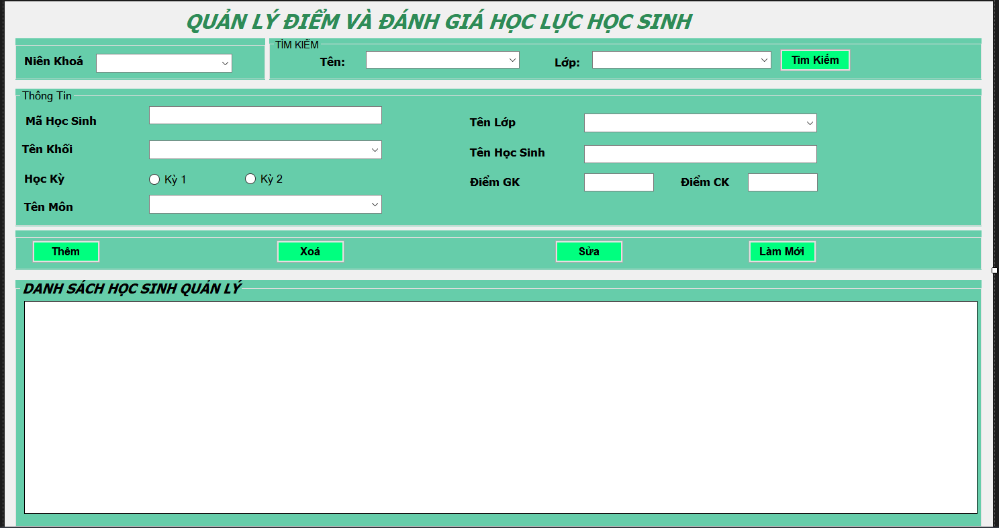 QUẢN LÝ ĐIỂM VÀ ĐÁNH GIÁ HỌC LỰC HỌC SINH
TÌM KIẾM
Niên Khoá
Tên:
Lớp:
Tìm Kiếm
Thông Tin
Mã Học Sinh
Tên Lớp
Tên Khối
Tên Học Sinh
Học Kỳ
Kỳ 1
Kỳ 2
Điểm GK
Điểm CK
Tên Môn
Thêm
Xoá
Sửa
Làm Mới
DANH SÁCH HỌC SINH QUẢN LÝ